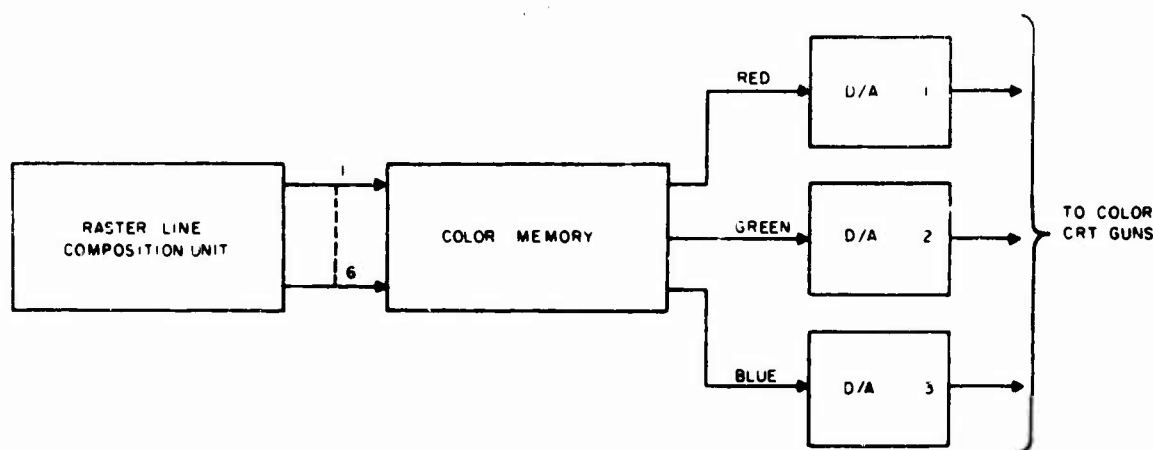 RASTER LINE
COMPOSITION UNIT
1
6
COLOR MEMORY
RED
GREEN
BLUE
D/A 1
D/A 2
D/A 3
TO COLOR
CRT GUNS